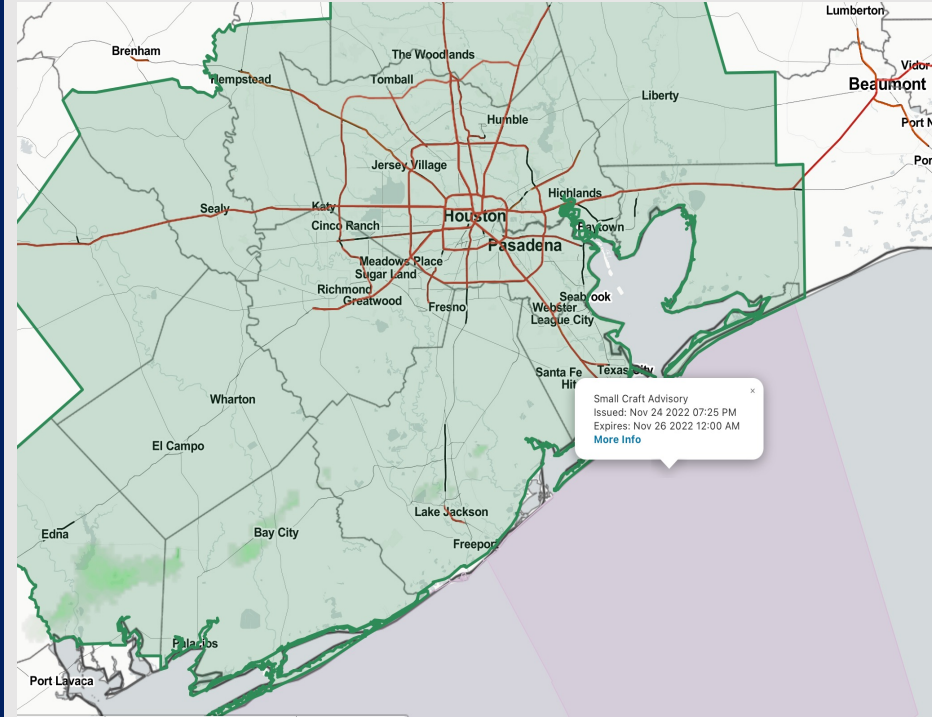 Lumberton
Brenham
The Woodlands
Vidor
Hempstead
Tomball
Beaumont
Liberty
Humble
Port N
Por
Jersey Village
Highlands
Katy
Sealy
Houston
Cinco Ranch
Baytown
Pasadena
Meadows Place
Sugar Land
Richmond
Seabrook
Greatwood
Fresno
Webster
League City
Santa Fe
Texas City
Hit
Wharton
×
Small Craft Advisory
Issued: Nov 24 2022 07:25 PM
Expires: Nov 26 2022 12:00 AM
More Info
El Campo
Lake Jackson
Edna
Bay City
Freeport
Palacios
Port Lavaca